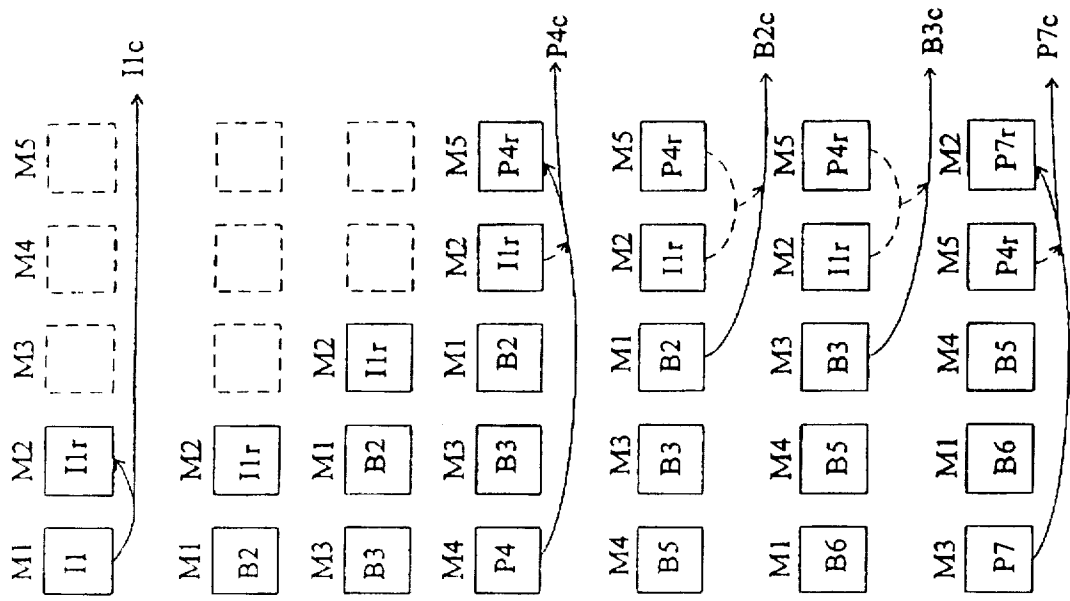 M1 M2 M3 M4 M5
I1 I1r
I1c
M1 M2
B2 I1r
M3 M1 M2
B3 B2 I1r
M4 M3 M1 M2 M5
P4 B3 B2 I1r P4r
P4c
M4 M3 M1 M2 M5
B5 B3 B2 I1r P4r
B2c
M1 M4 M3 M2 M5
B6 B5 B3 I1r P4r
B3c
M3 M1 M4 M5 M2
P7 B6 B5 P4r P7r
P7c